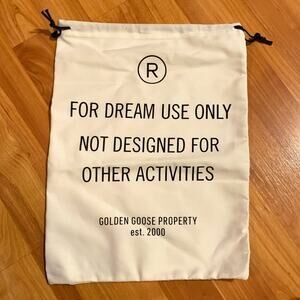 R
FOR DREAM USE ONLY
NOT DESIGNED FOR
OTHER ACTIVITIES
GOLDEN GOOSE PROPERTY
est. 2000